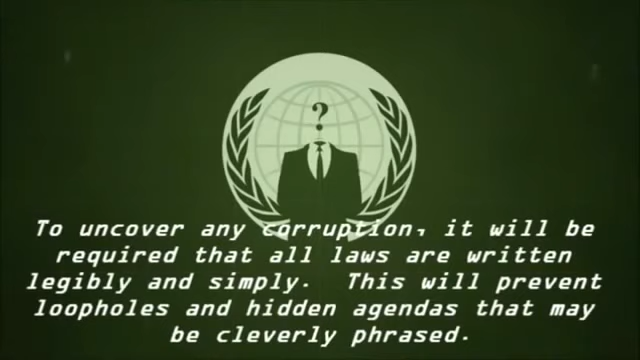 ?
To uncover any corruption, it will be
required that all laws are written
legibly and simply.  This will prevent
loopholes and hidden agendas that may
be cleverly phrased.